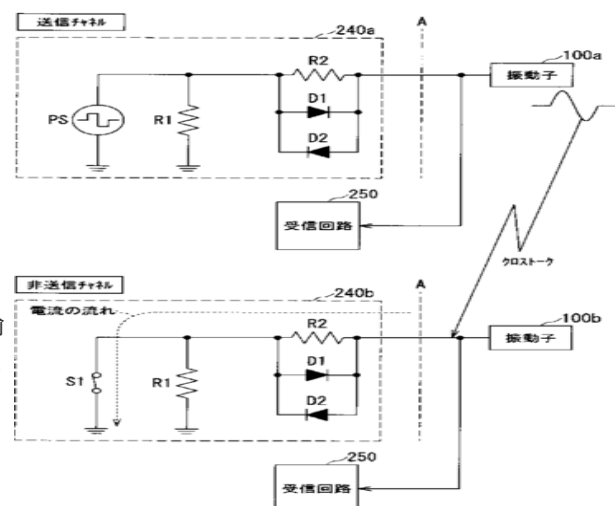 送信チャネル
240a
A
R2
100a
振動子
D1
PS
R1
D2
250
受信回路
クロストーク
非送信チャネル
240b
A
電流の流れ
R2
100b
振動子
D1
S1
R1
D2
250
受信回路